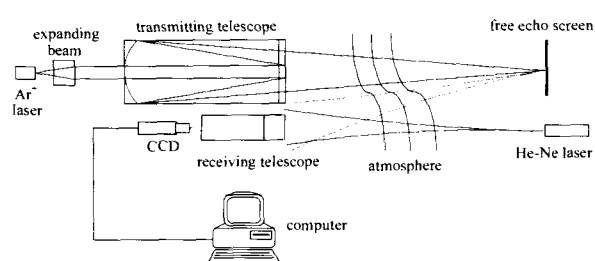 transmitting telescope
free echo screen
expanding
beam
Ar+
laser
CCD
receiving telescope
atmosphere
He-Ne laser
computer